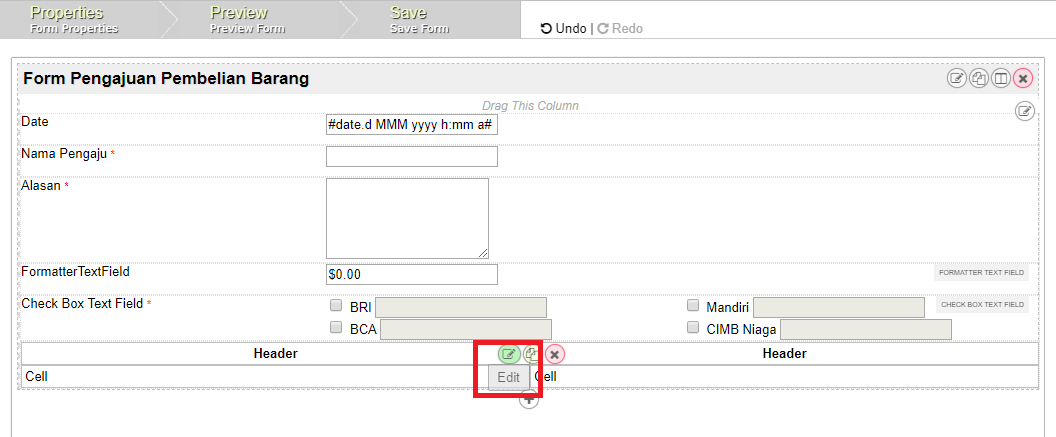 Properties Preview Save
Form Properties Preview Form Save Form
Undo | Redo
Form Pengajuan Pembelian Barang
Drag This Column
Date #date.d MMM yyyy h:mm a#
Nama Pengaju *
Alasan *
FormatterTextField $0.00 FORMATTER TEXT FIELD
Check Box Text Field * BRI Mandiri CHECK BOX TEXT FIELD
BCA CIMB Niaga
Header Header
Cell Edit Cell